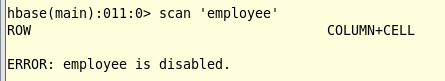 hbase(main):011:0> scan 'employee'
ROW COLUMN+CELL
ERROR: employee is disabled.